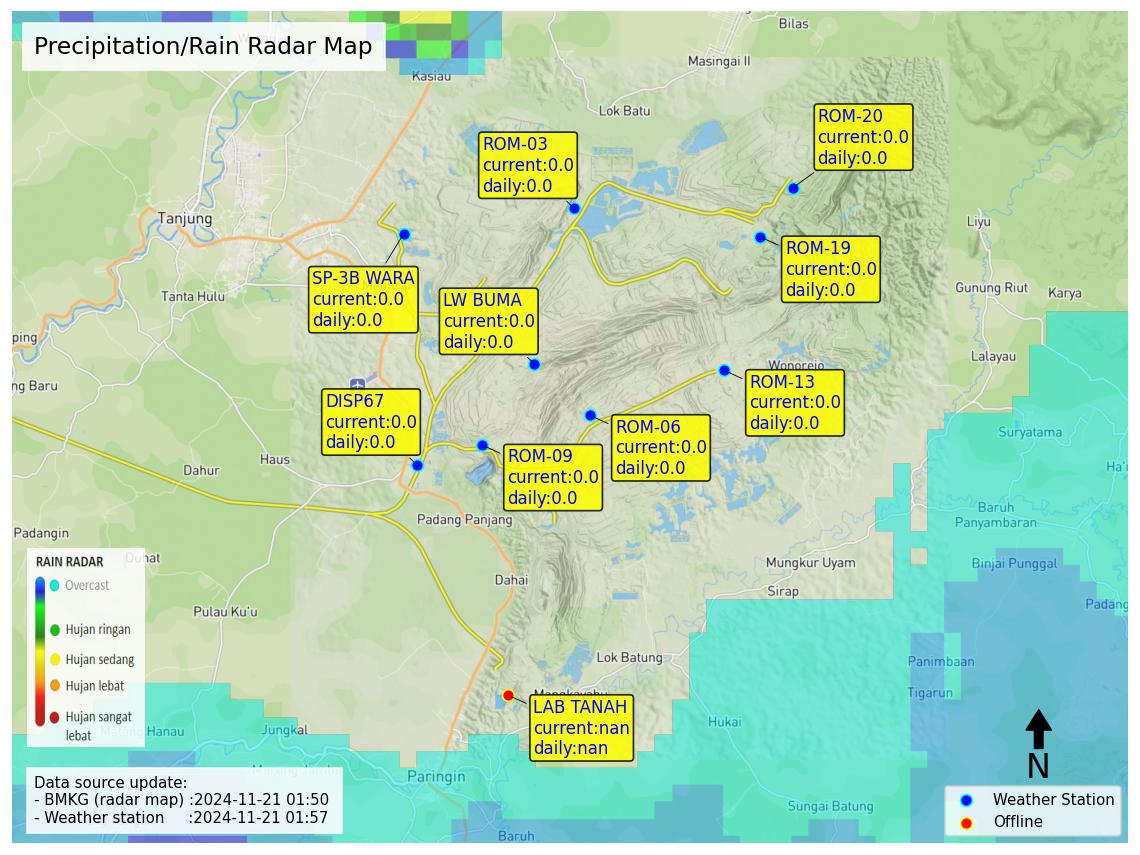 Precipitation/Rain Radar Map
Bilas
Masingai II
Kasiau
Lok Batu
ROM-20
current:0.0
daily:0.0
ROM-03
current:0.0
daily:0.0
Tanjung
Liyu
ROM-19
current:0.0
daily:0.0
SP-3B WARA
current:0.0
daily:0.0
LW BUMA
current:0.0
daily:0.0
Tanta Hulu
Gunung Riut
Karya
ping
Layalau
Wonorejo
ng Baru
ROM-13
current:0.0
daily:0.0
DISP67
current:0.0
daily:0.0
ROM-06
current:0.0
daily:0.0
Suryatama
ROM-09
current:0.0
daily:0.0
Haus
Dahur
Ha'u
Baruh
Panyambaran
Padang Panjang
Padangin
Duhat
Mungkur Uyam
Binjai Punggal
Dahai
Sirap
Padang
Pulau Ku'u
RAIN RADAR
Overcast
Hujan ringan
Hujan sedang
Hujan lebat
Hujan sangat
lebat
Lok Batung
Panimbaan
Tigarun
LAB TANAH
current:nan
daily:nan
Hukai
Hanau
Jungkal
Paringin
Sungai Batung
Baruh
Data source update:
- BMKG (radar map) :2024-11-21 01:50
- Weather station :2024-11-21 01:57
N
Weather Station
Offline